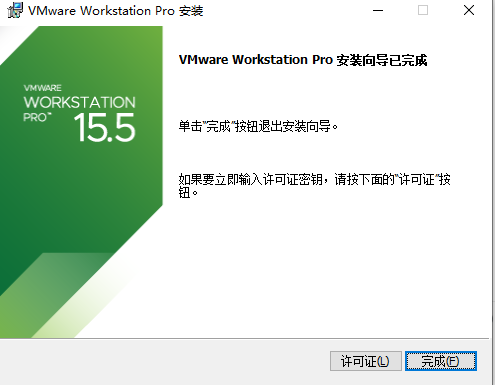 VMware Workstation Pro 安装
VMWARE
WORKSTATION
PRO™ 15.5
VMware Workstation Pro 安装向导已完成
单击"完成"按钮退出安装向导。
如果要立即输入许可证密钥，请按下面的"许可证"按
钮。
许可证(L)
完成(F)